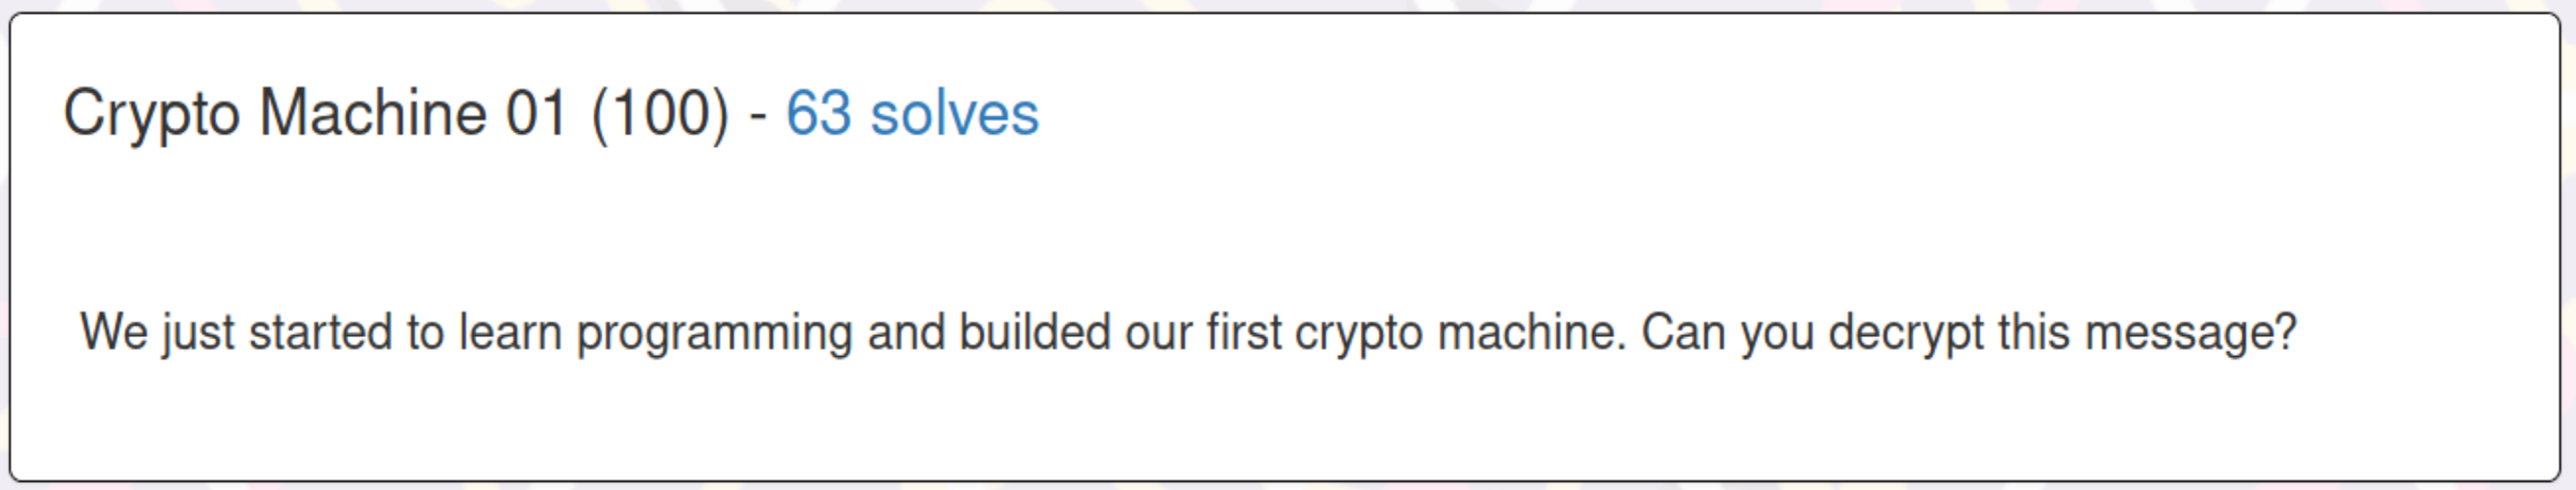 Crypto Machine 01 (100) - 63 solves
We just started to learn programming and builded our first crypto machine. Can you decrypt this message?